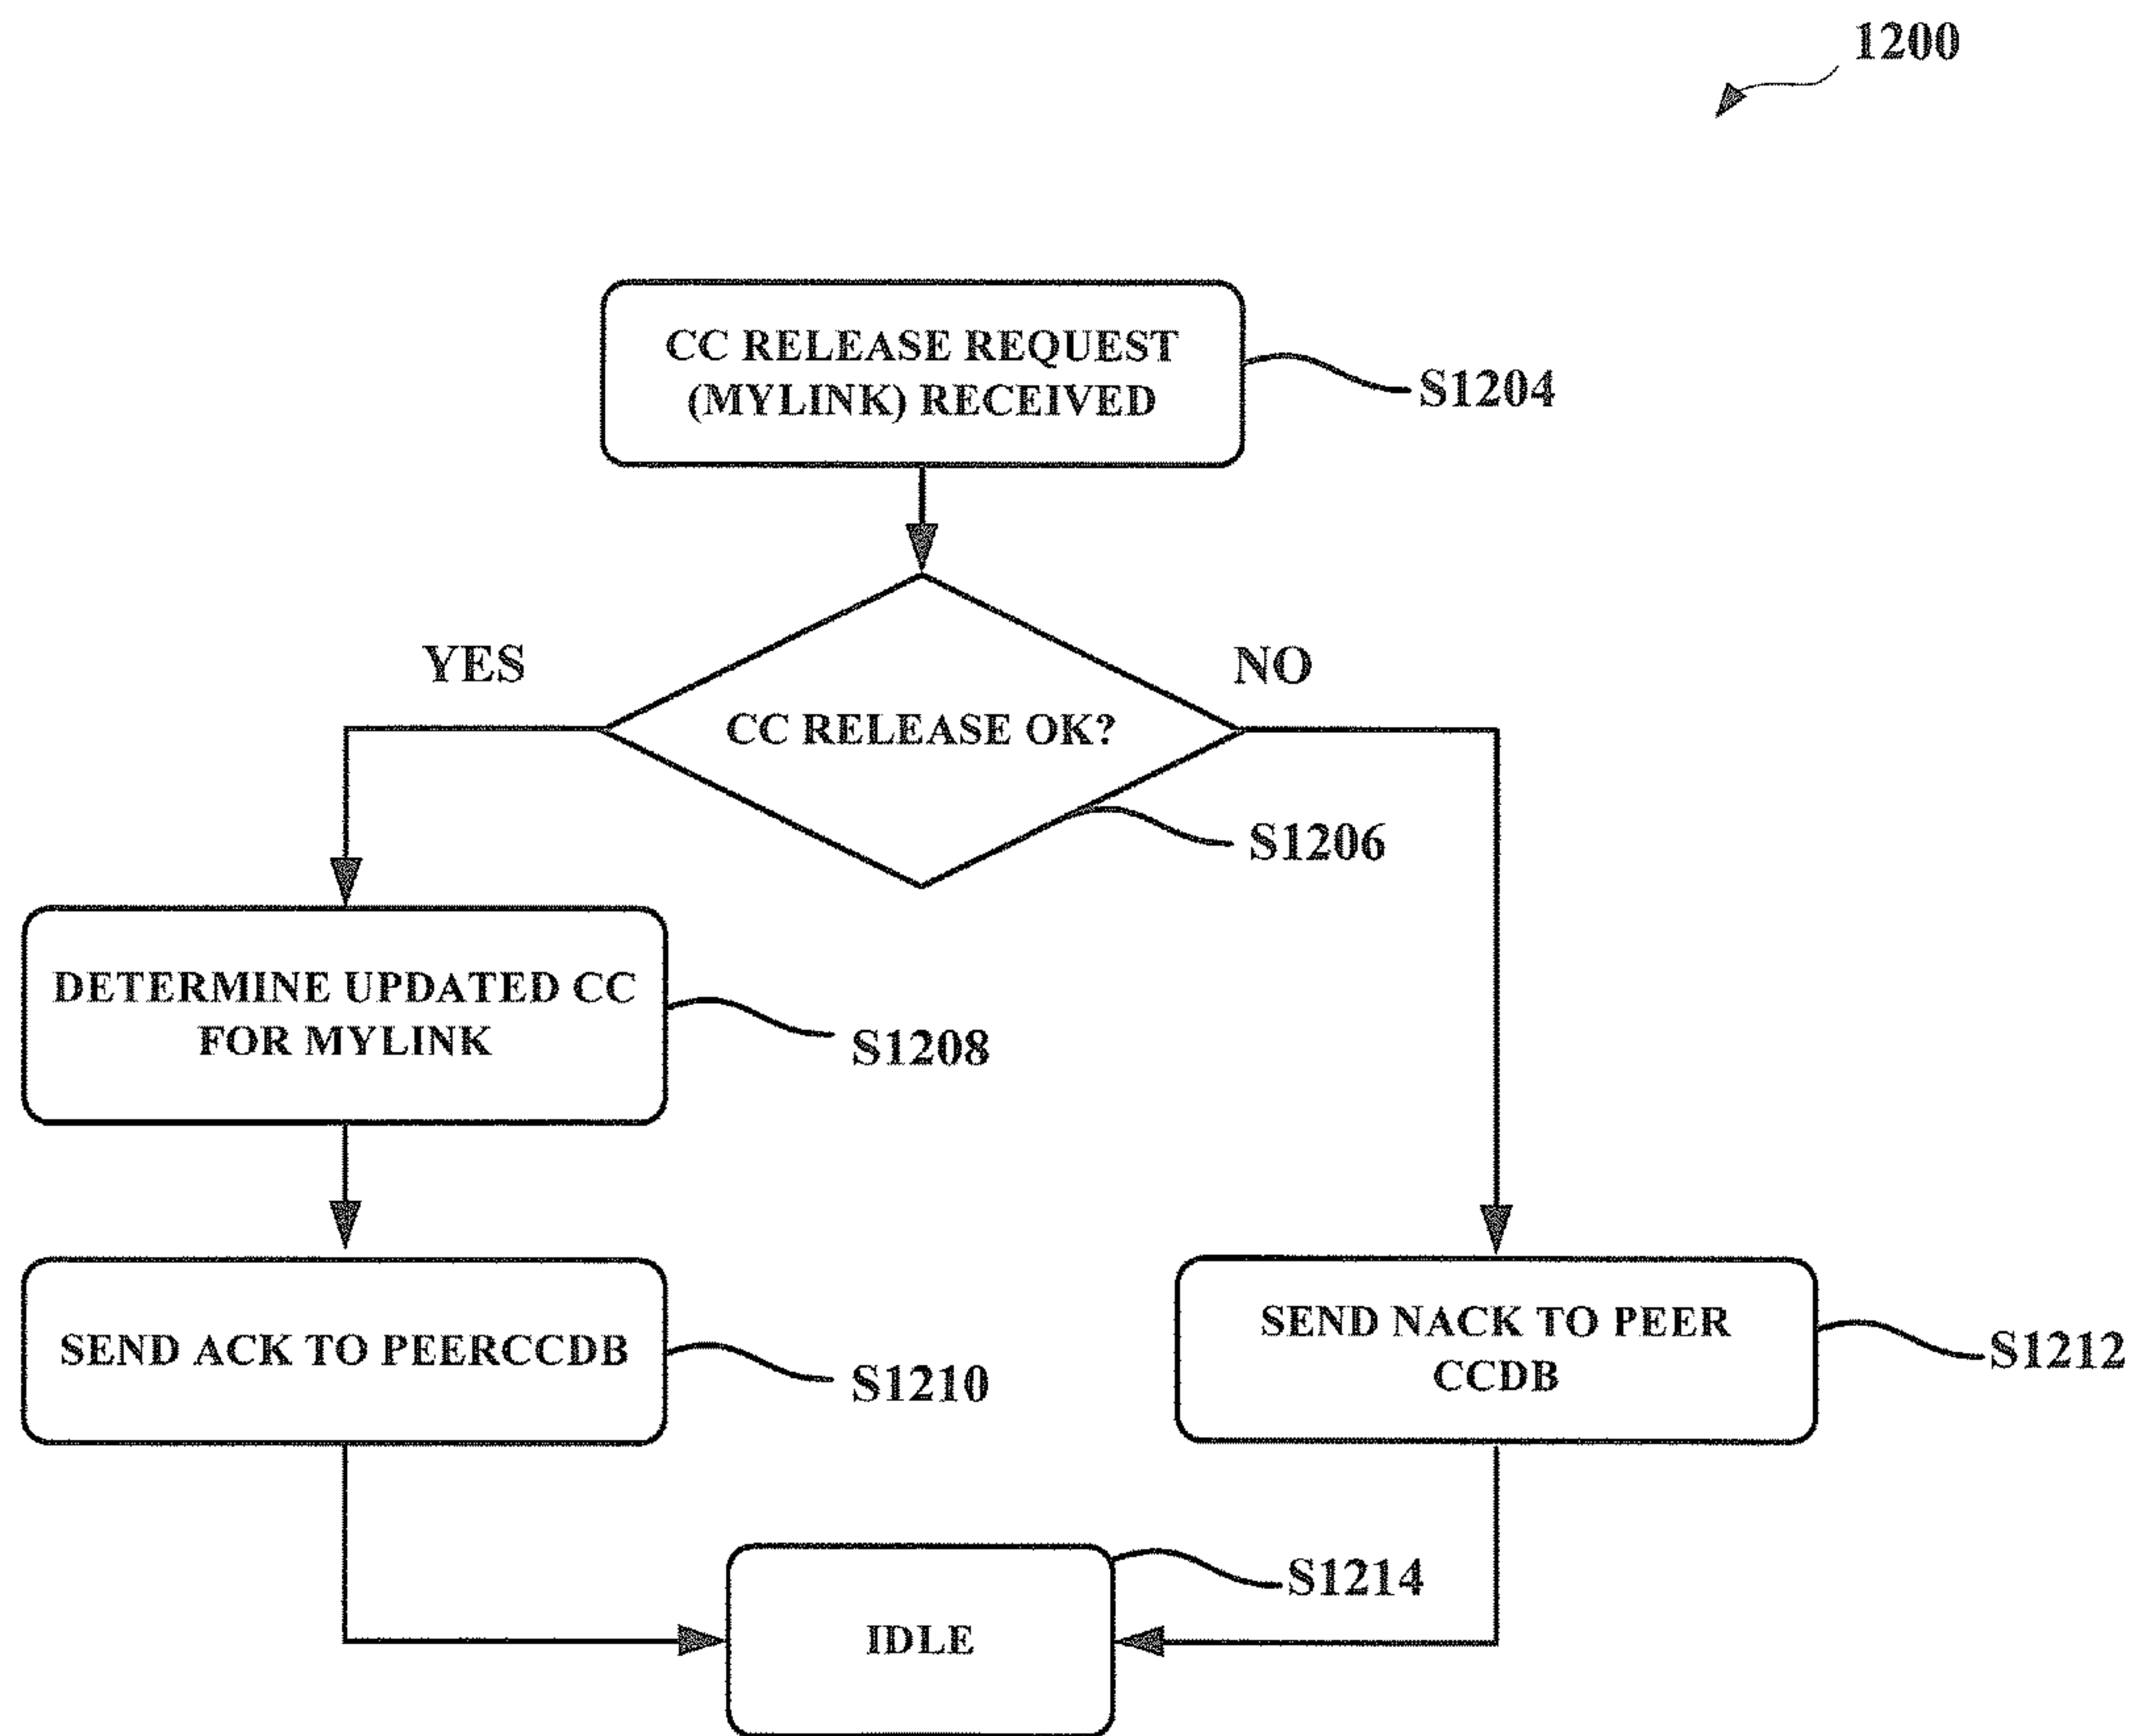 1200
CC RELEASE REQUEST
(MYLINK) RECEIVED
S1204
YES
NO
CC RELEASE OK?
S1206
DETERMINE UPDATED CC
FOR MYLINK
S1208
SEND ACK TO PEERCCDB
S1210
SEND NACK TO PEER
CCDB
S1212
S1214
IDLE